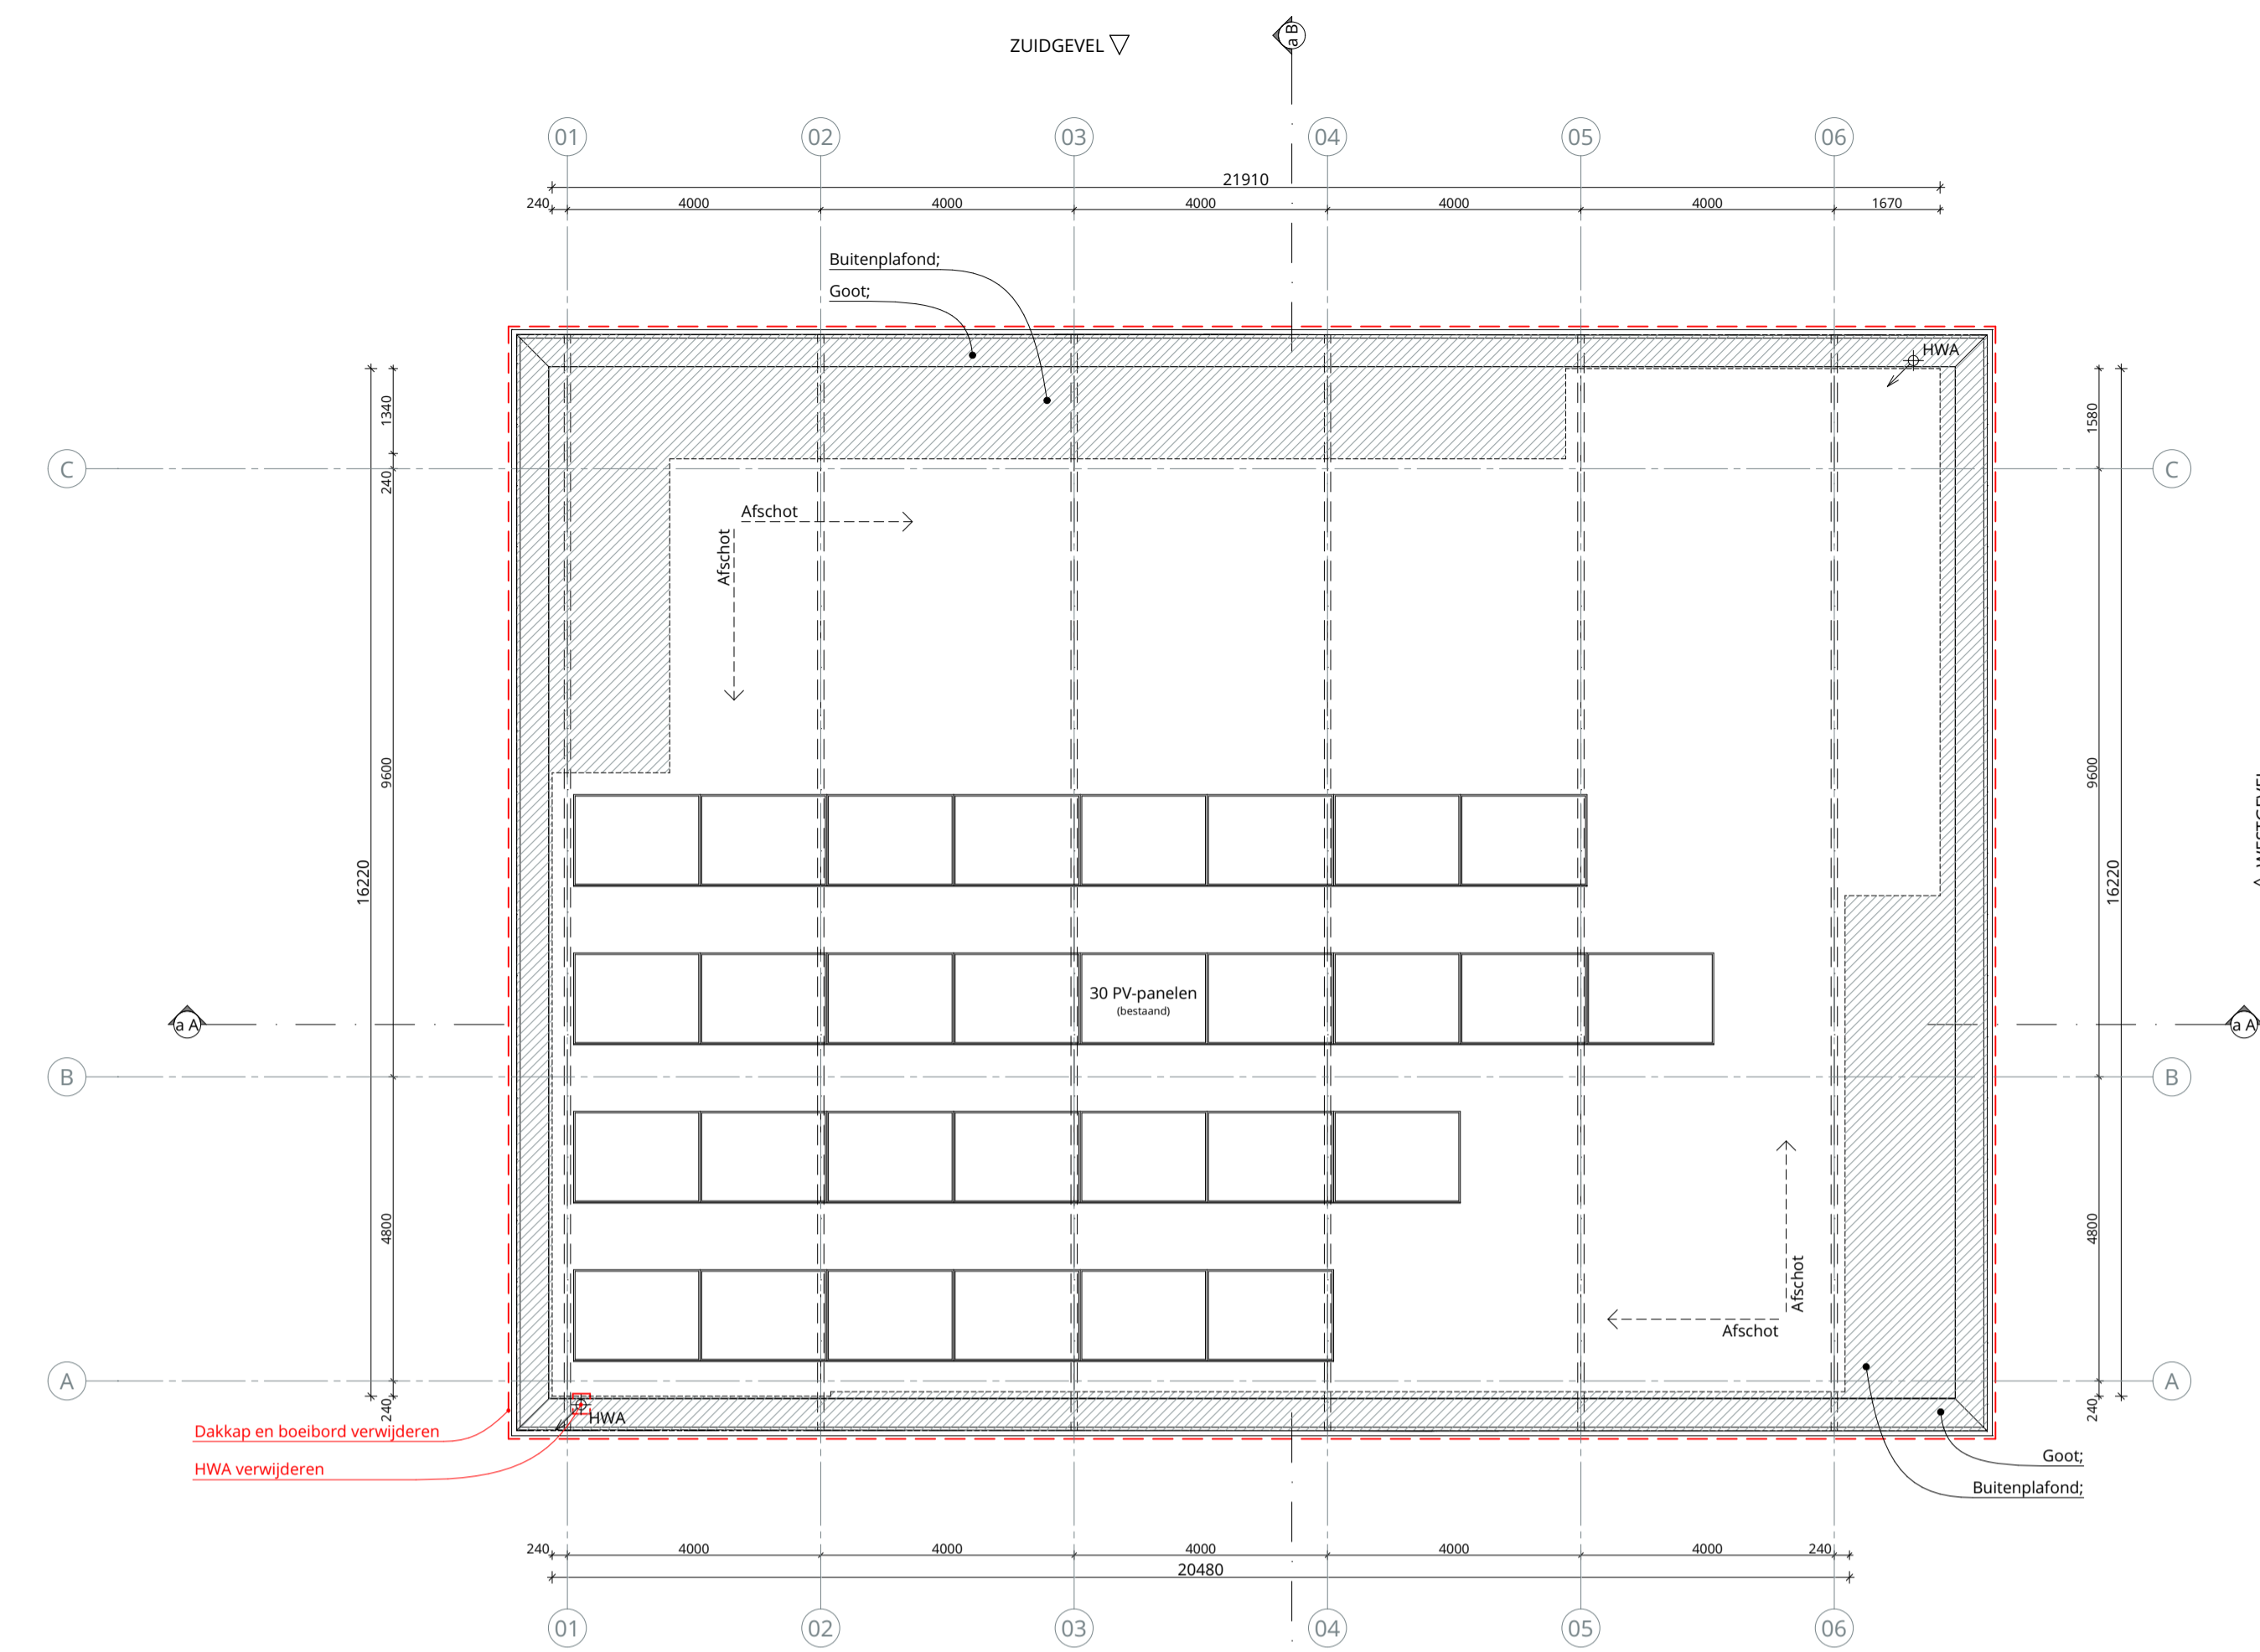 a B
ZUIDGEVEL
01 02 03 04 05 06
21910
240 4000 4000 4000 4000 4000 1670
Buitenplafond;
Goot;
HWA
1340
1580
C
C
240
Afschot
Afschot
9600
9600
16220
16220
30 PV-panelen
(bestaand)
a A
a A
B
B
4800
4800
Afschot
Afschot
A
A
240
240
HWA
Dakkap en boeibord verwijderen
HWA verwijderen
Goot;
Buitenplafond;
240 4000 4000 4000 4000 4000 240
20480
01 02 03 04 05 06